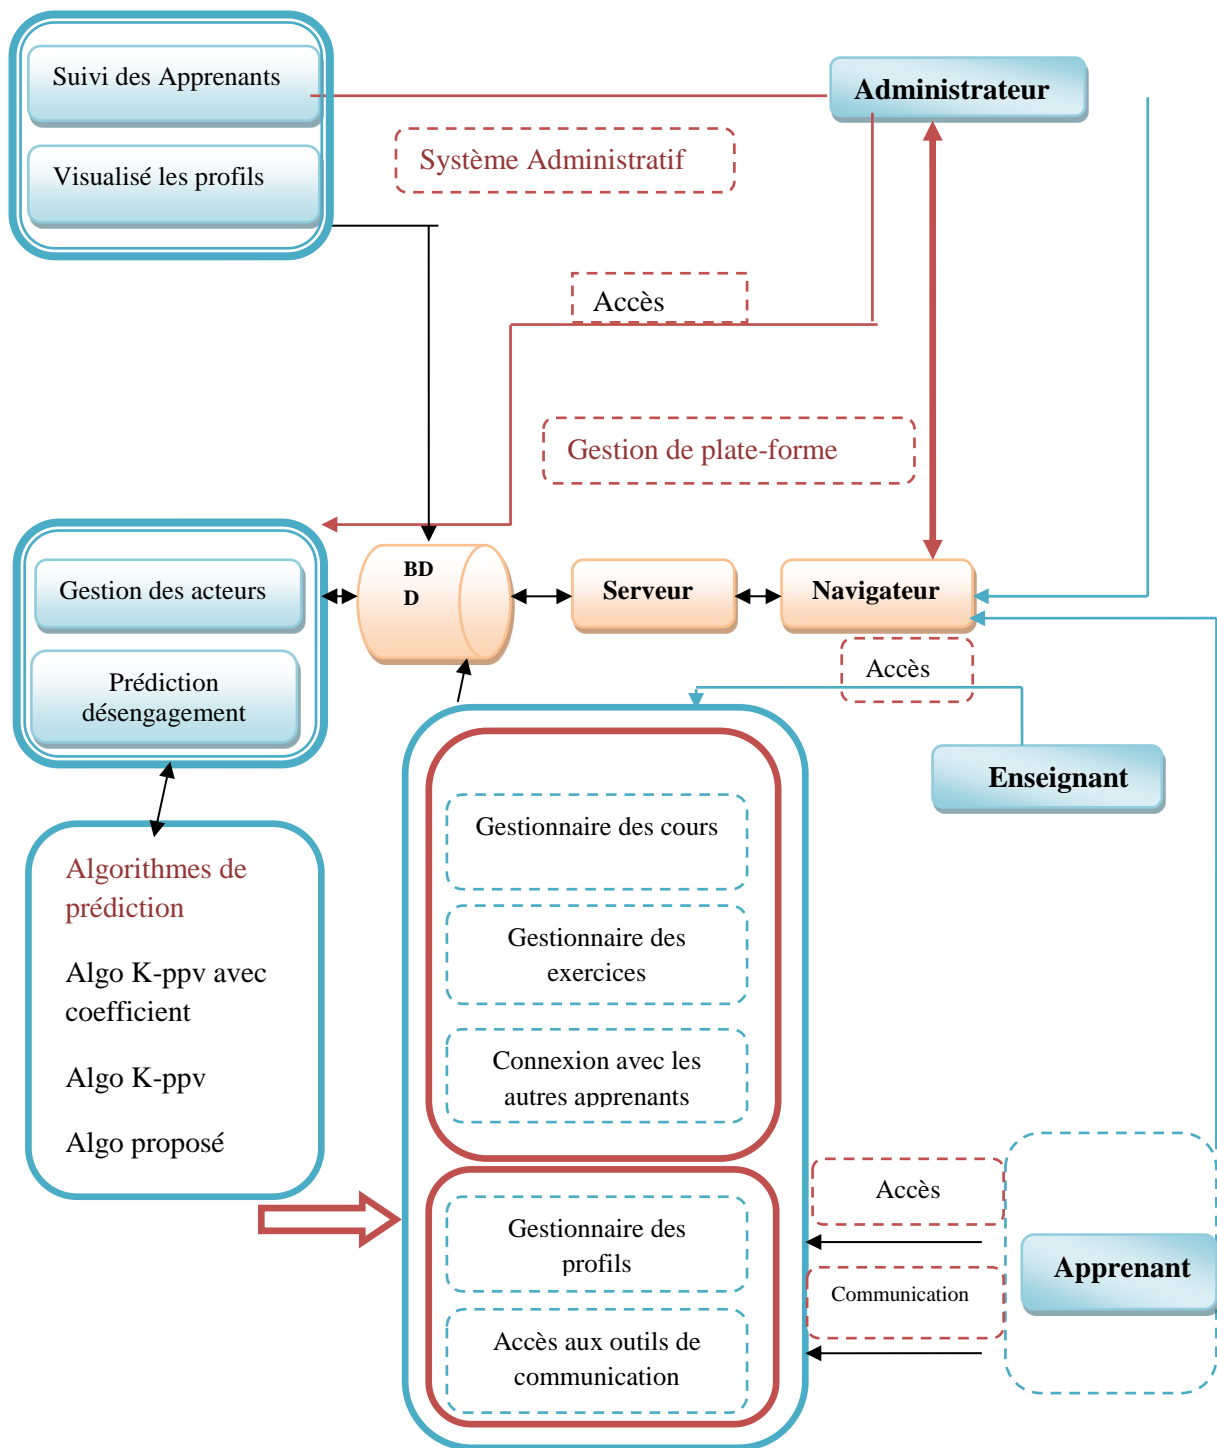 Suivi des Apprenants
Administrateur
Système Administratif
Visualisé les profils
Accès
Gestion de plate-forme
BD
D
Gestion des acteurs
Serveur
Navigateur
Accès
Prédiction
désengagement
Enseignant
Gestionnaire des cours
Algorithmes de
prédiction
Gestionnaire des
exercices
Algo K-ppv avec
coefficient
Connexion avec les
autres apprenants
Algo K-ppv
Algo proposé
Accès
Gestionnaire des
profils
Apprenant
Communication
Accès aux outils de
communication